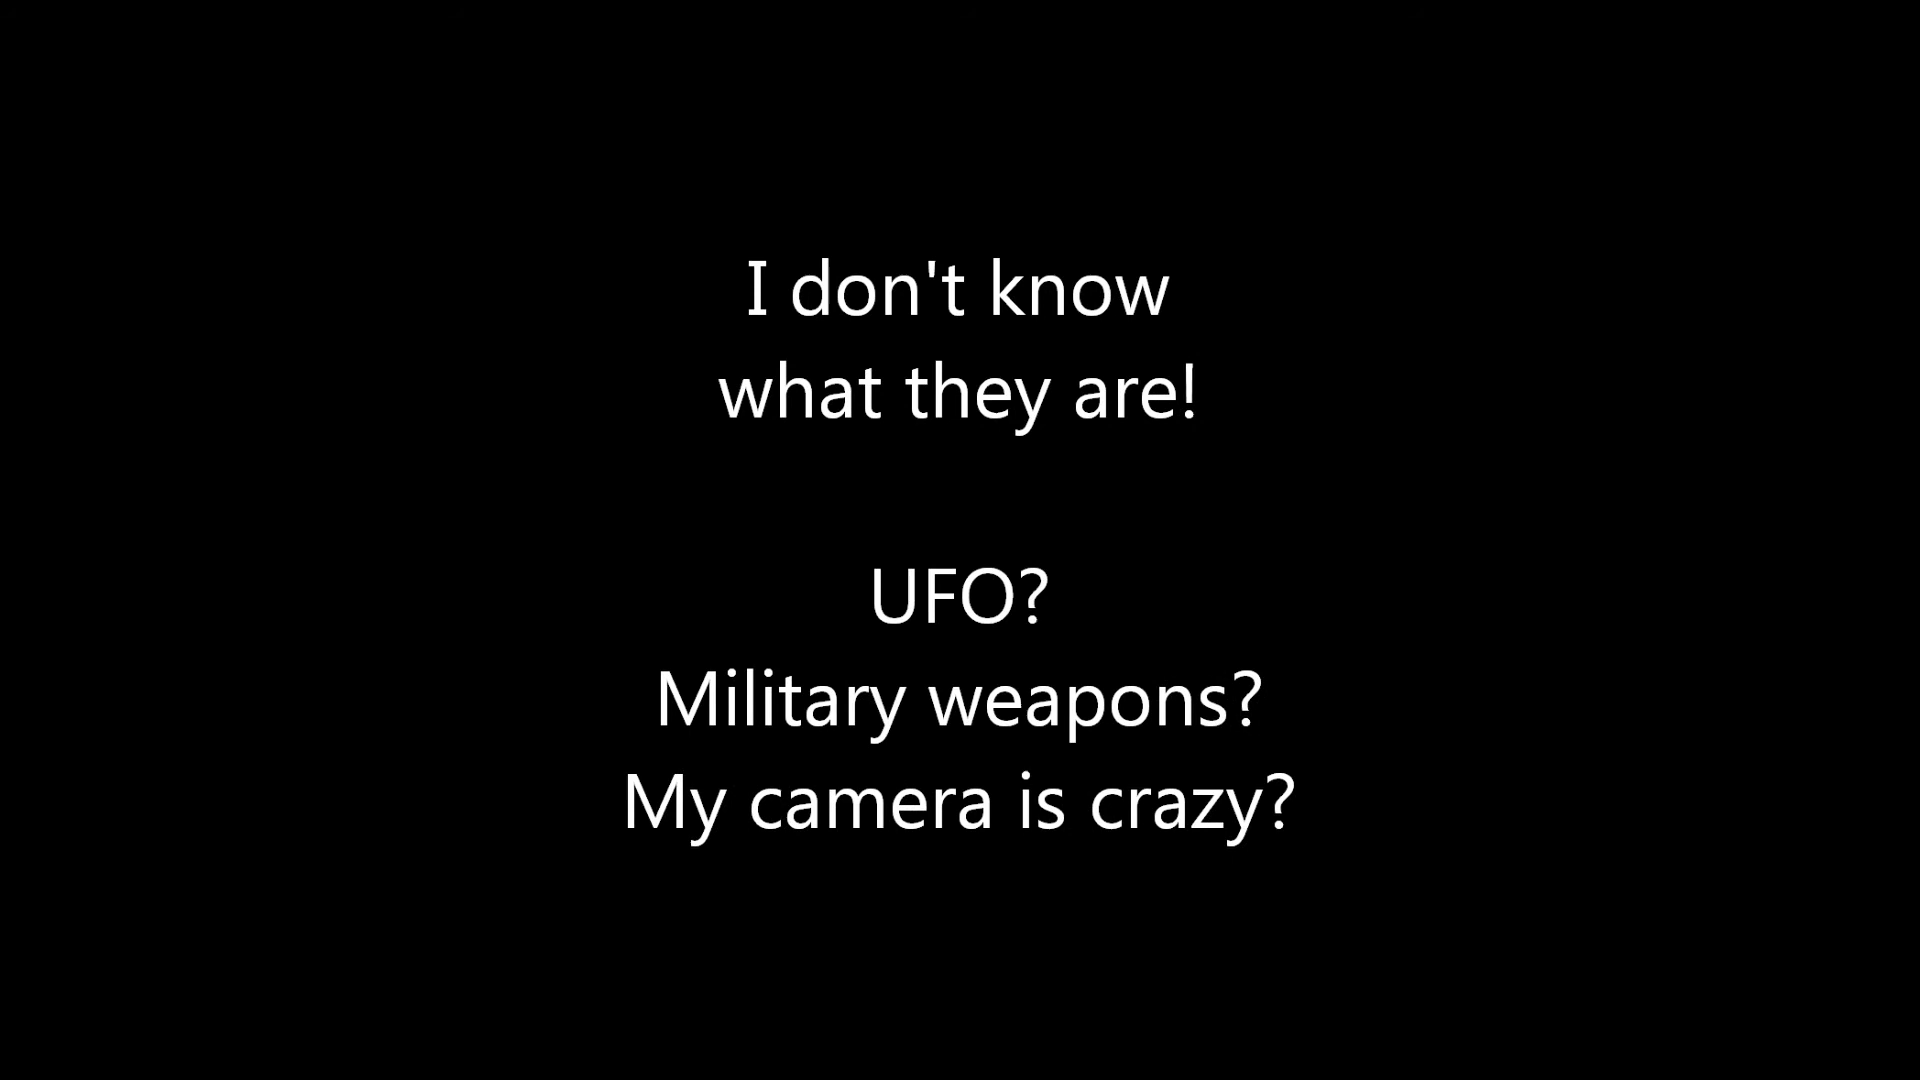 I don't know
what they are!
UFO?
Military weapons?
My camera is crazy?